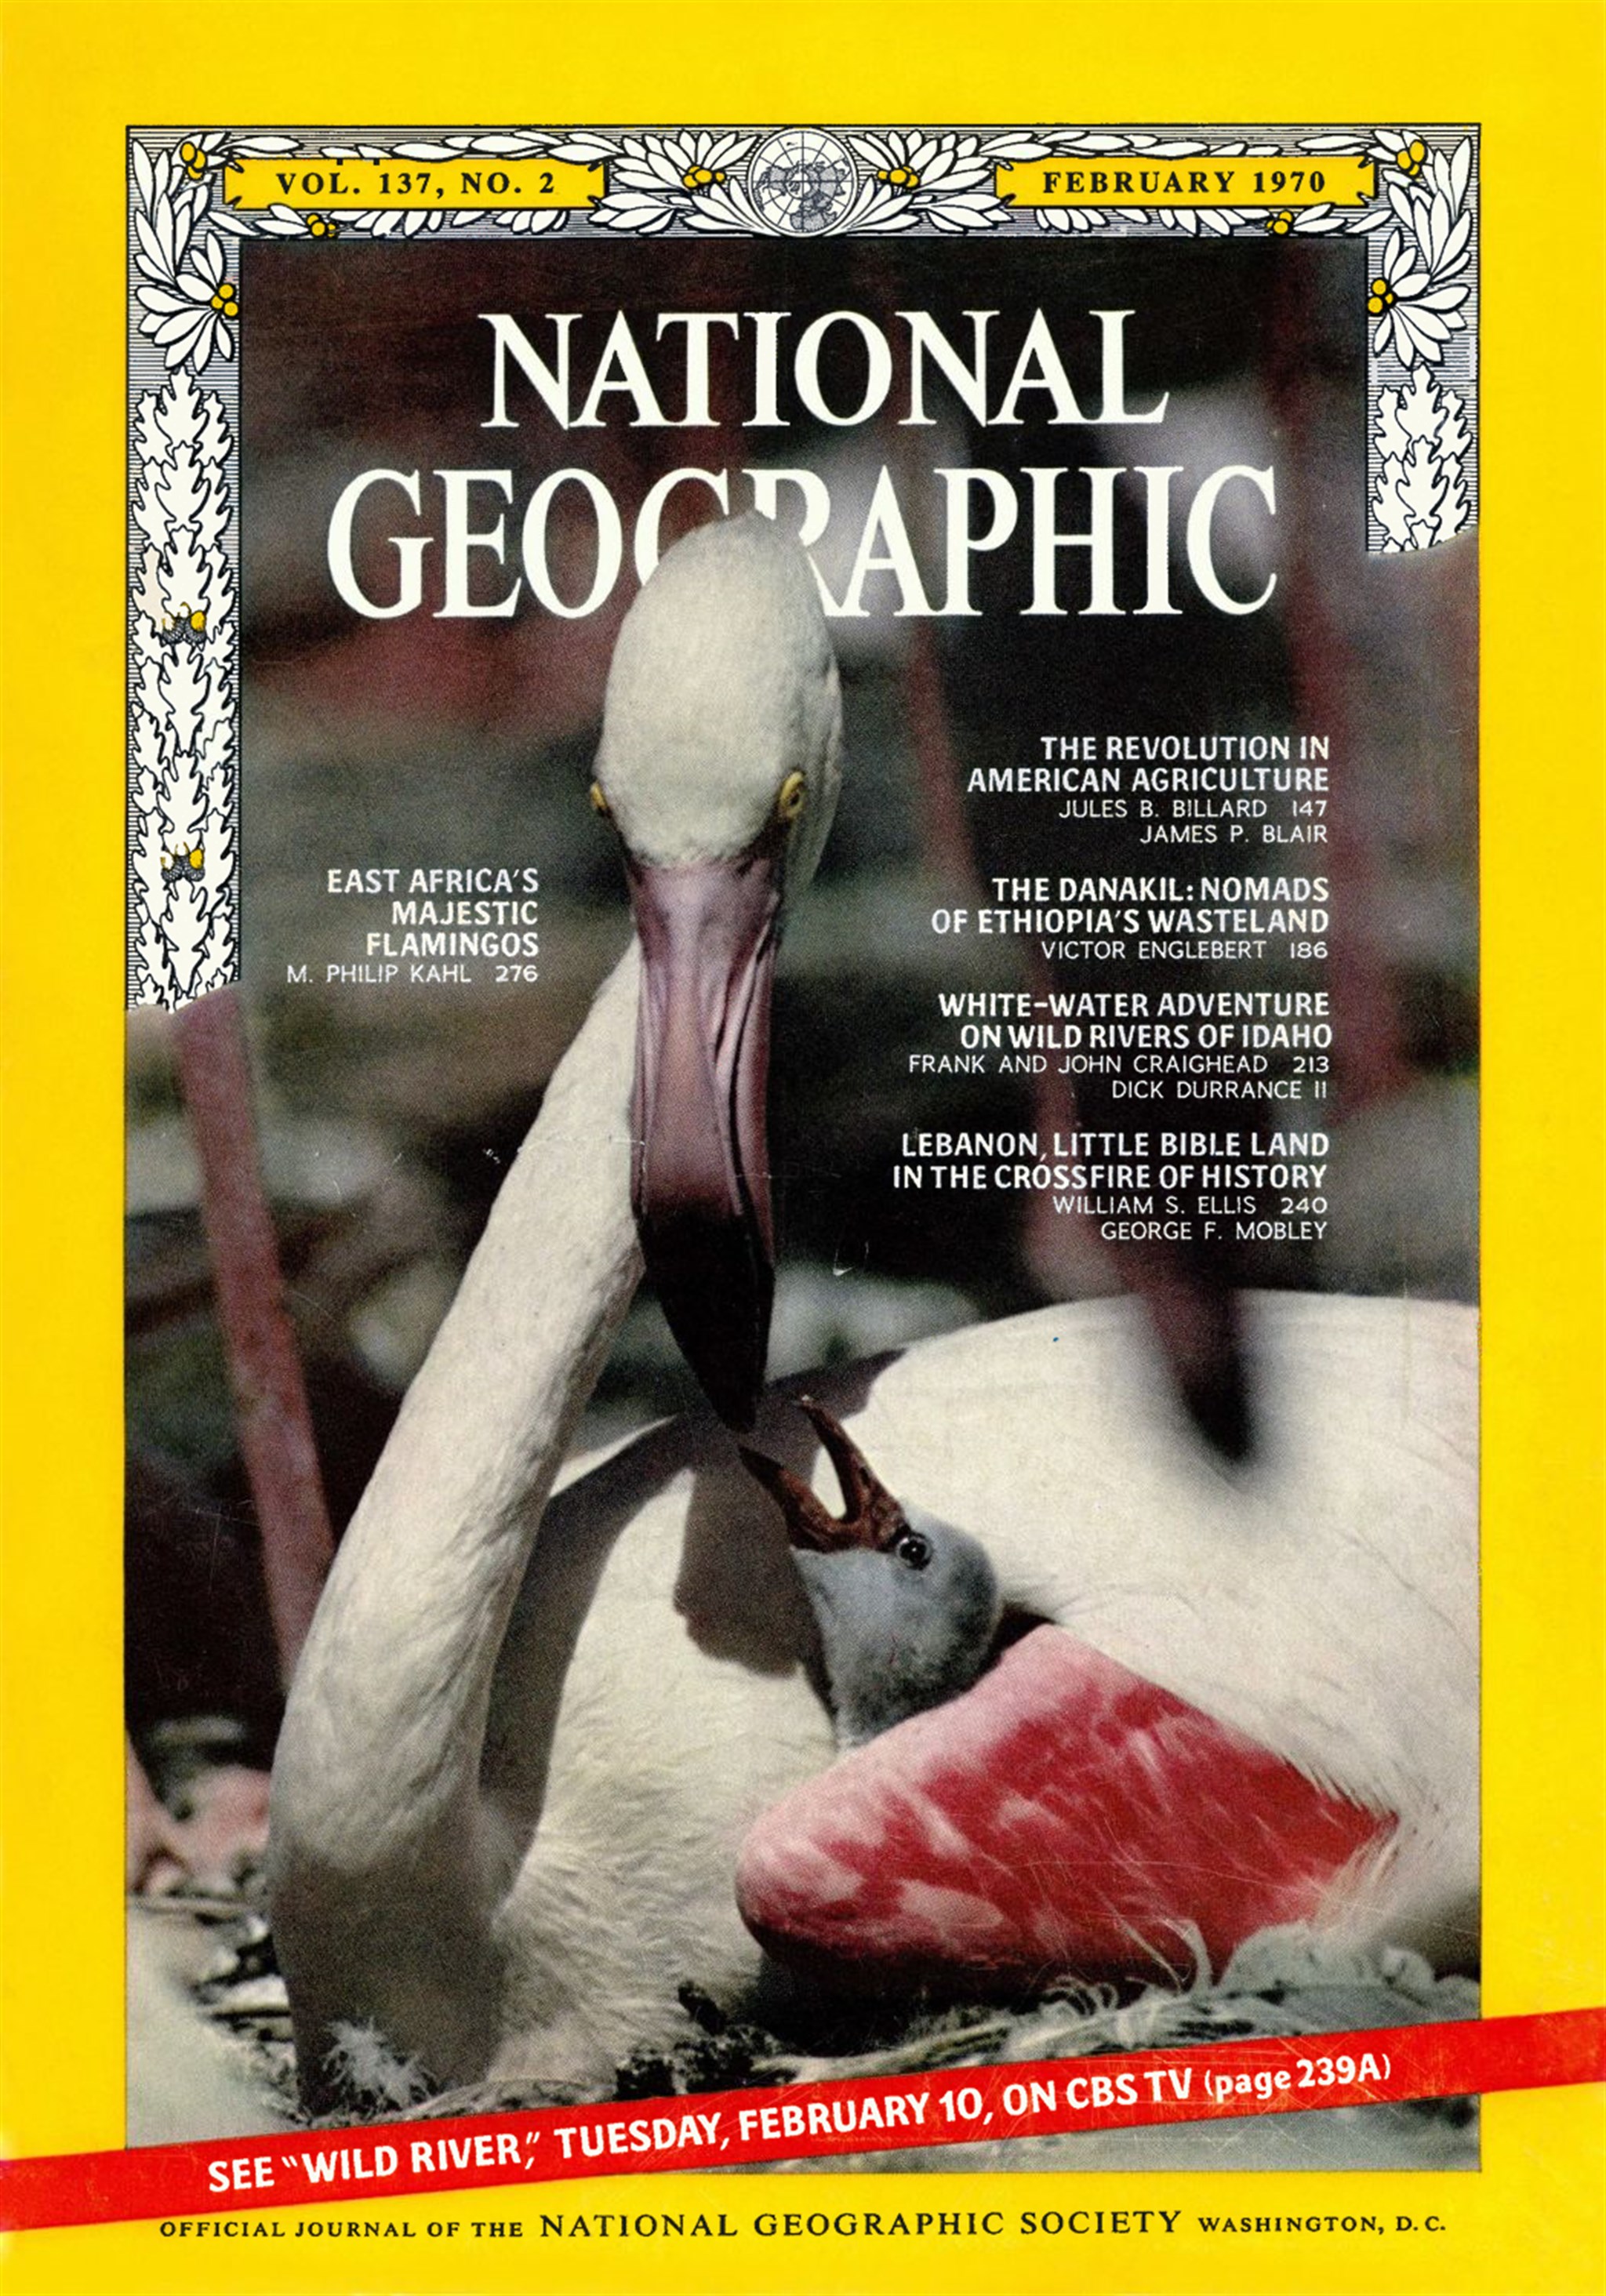 VOL. 137, NO. 2
FEBRUARY 1970
NATIONAL
GEOGRAPHIC
THE REVOLUTION IN
AMERICAN AGRICULTURE
JULES B. BILLARD 147
JAMES P. BLAIR
EAST AFRICA'S
MAJESTIC
FLAMINGOS
M. PHILIP KAHL 276
THE DANAKIL: NOMADS
OF ETHIOPIA'S WASTELAND
VICTOR ENGLEBERT 186
WHITE-WATER ADVENTURE
ON WILD RIVERS OF IDAHO
FRANK AND JOHN CRAIGHEAD 213
DICK DURRANCE II
LEBANON, LITTLE BIBLE LAND
IN THE CROSSFIRE OF HISTORY
WILLIAM S. ELLIS 240
GEORGE F. MOBLEY
SEE "WILD RIVER," TUESDAY, FEBRUARY 10, ON CBS TV (page 239A)
OFFICIAL JOURNAL OF THE NATIONAL GEOGRAPHIC SOCIETY WASHINGTON, D.C.